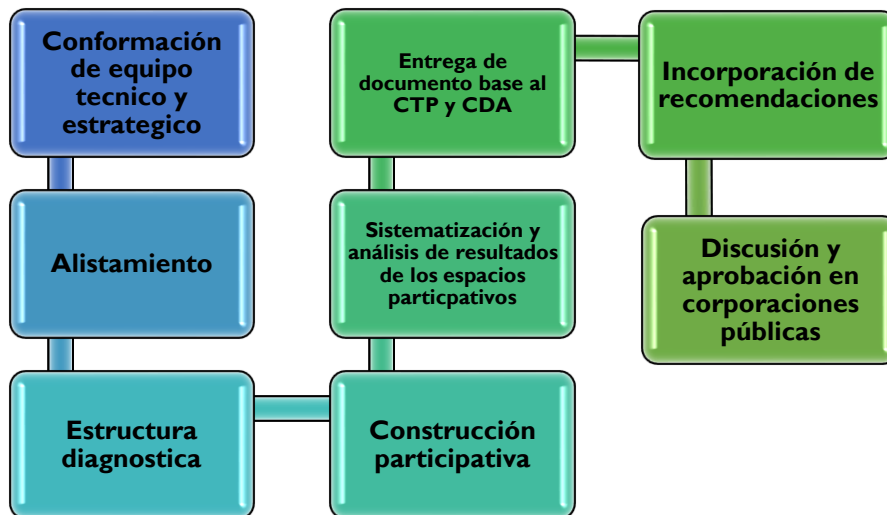 Conformación
de equipo
tecnico y
estrategico
Alistamiento
Estructura
diagnostica
Construcción
participativa
Sistematización y
análisis de resultados
de los espacios
particpativos
Entrega de
documento base al
CTP y CDA
Incorporación de
recomendaciones
Discusión y
aprobación en
corporaciones
públicas